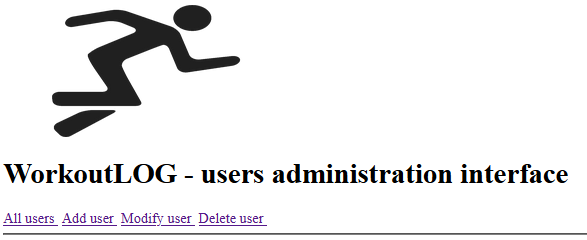 WorkoutLOG - users administration interface
All users Add user Modify user Delete user